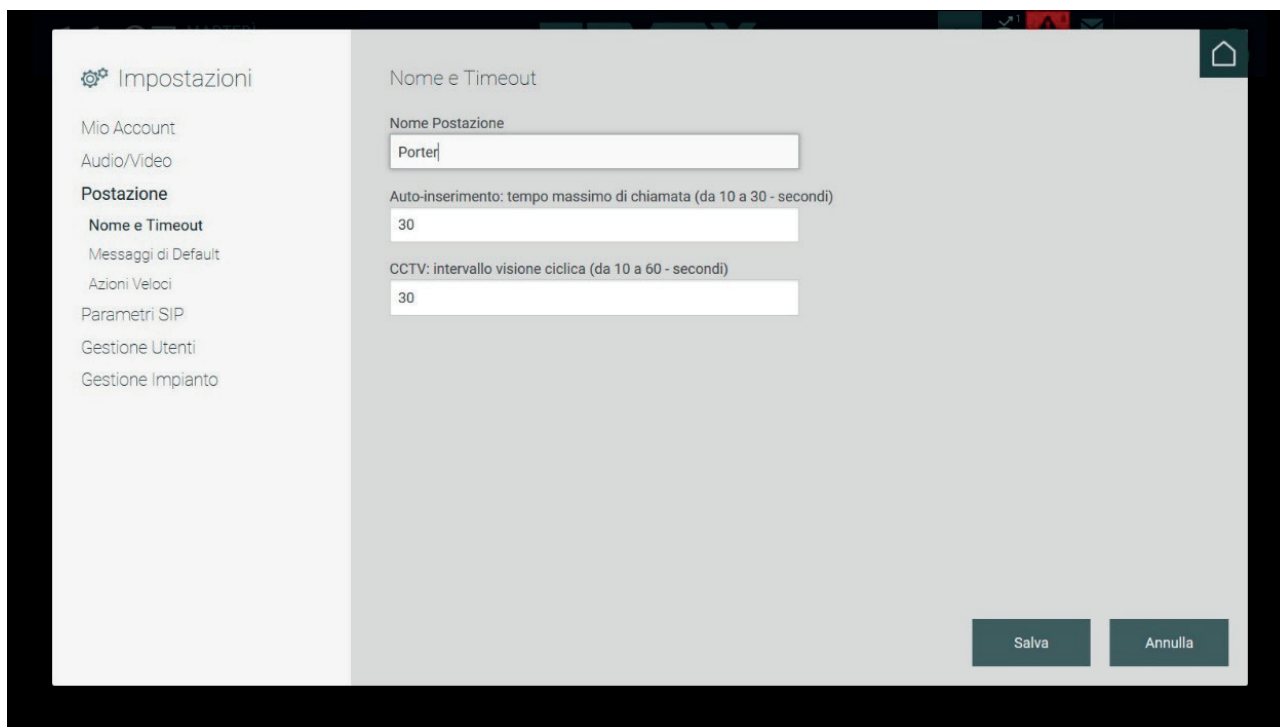 Impostazioni
Mio Account
Audio/Video
Postazione
Nome e Timeout
Messaggi di Default
Azioni Veloci
Parametri SIP
Gestione Utenti
Gestione Impianto
Nome e Timeout
Nome Postazione
Porter
Auto-inserimento: tempo massimo di chiamata (da 10 a 30 - secondi)
30
CCTV: intervallo visione ciclica (da 10 a 60 - secondi)
30
Salva
Annulla